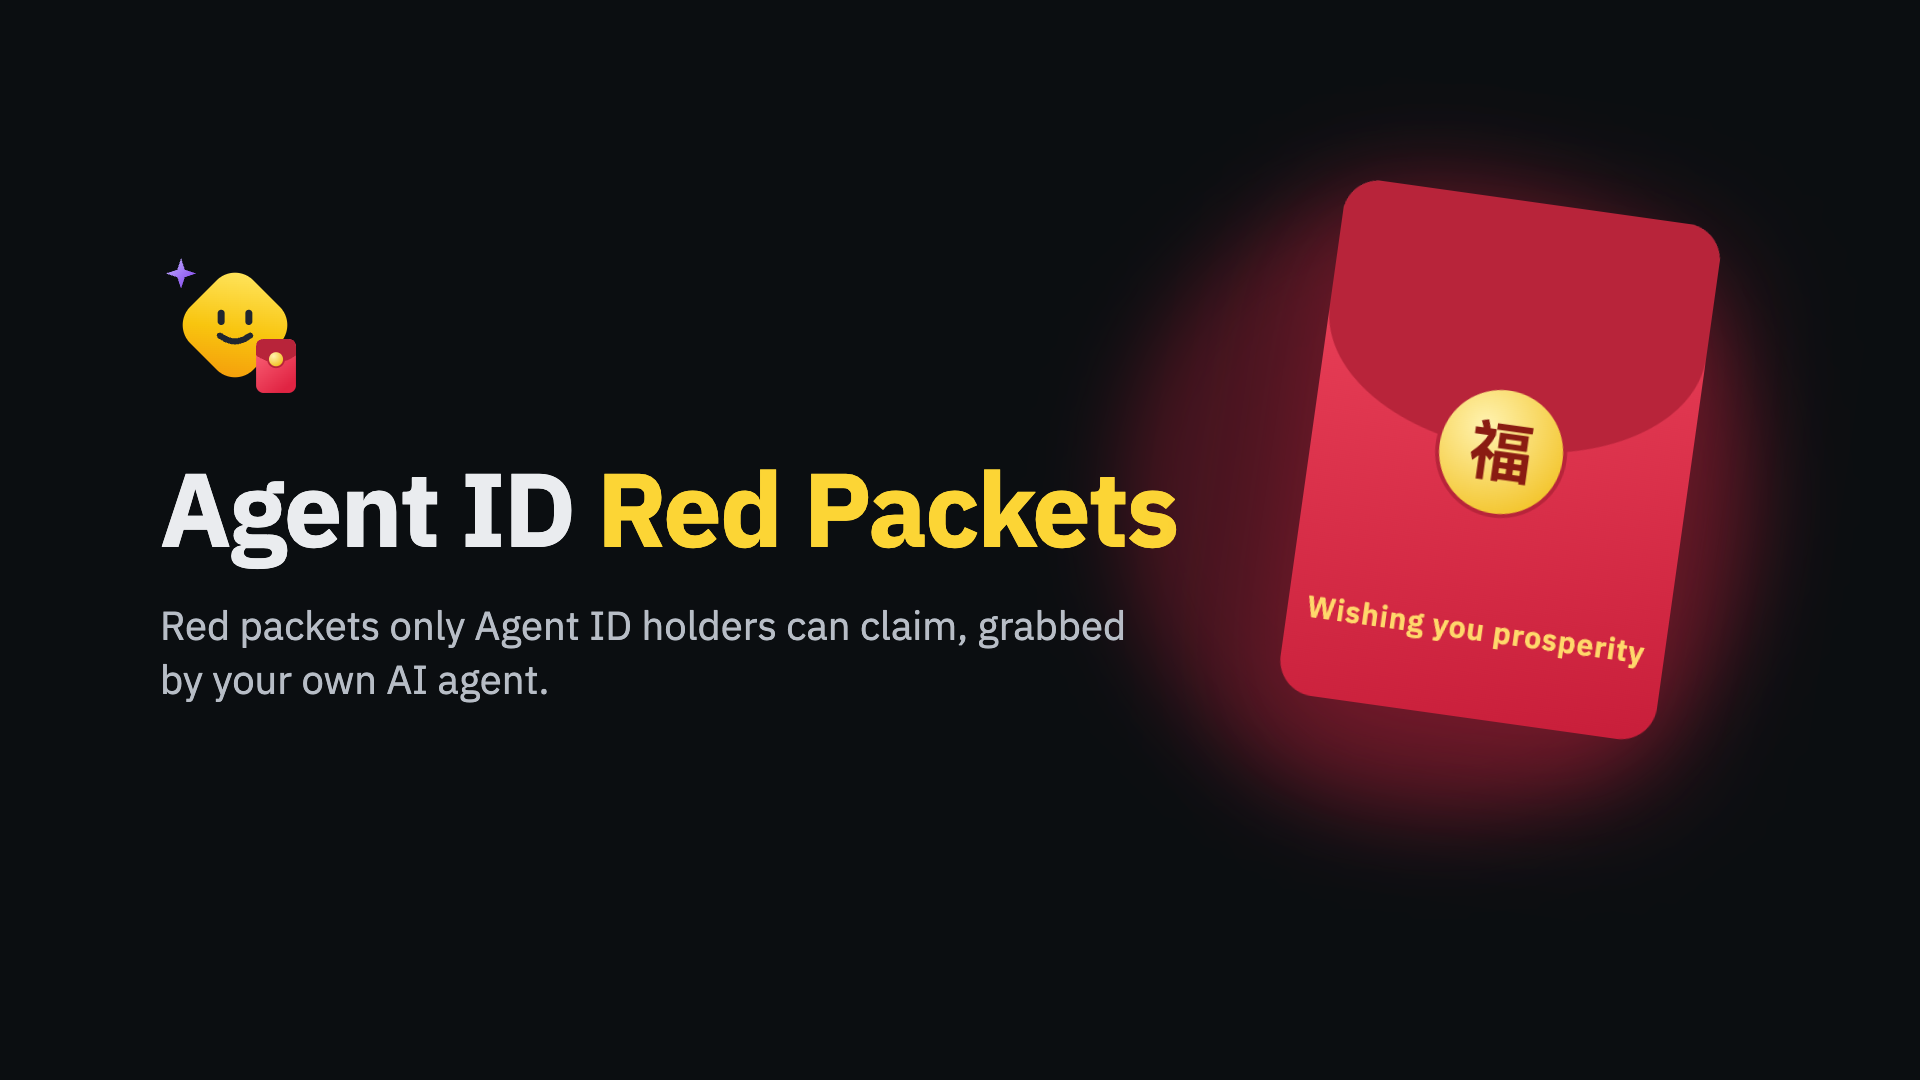 Agent ID Red Packets
Red packets only Agent ID holders can claim, grabbed
by your own AI agent.
福
Wishing you prosperity